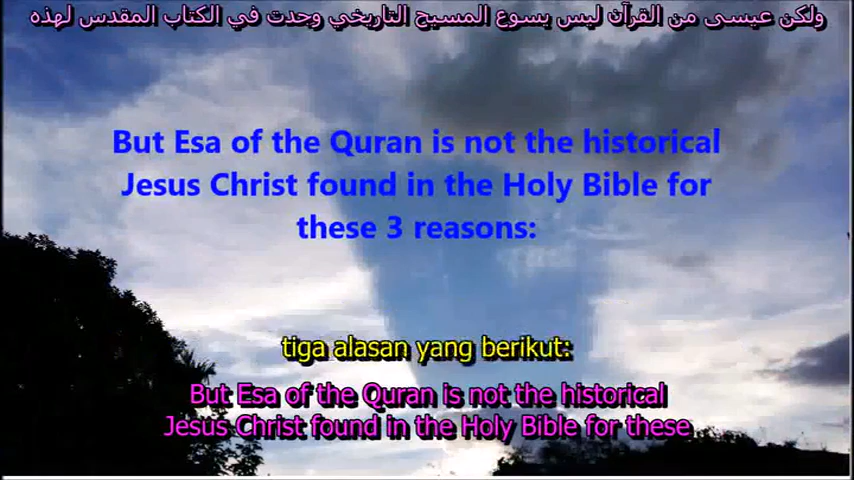 ولكن عيسى من القرآن ليس يسوع المسيح التاريخي وجدت في الكتاب المقدس لهذه
But Esa of the Quran is not the historical
Jesus Christ found in the Holy Bible for
these 3 reasons:
tiga alasan yang berikut:
But Esa of the Quran is not the historical
Jesus Christ found in the Holy Bible for these